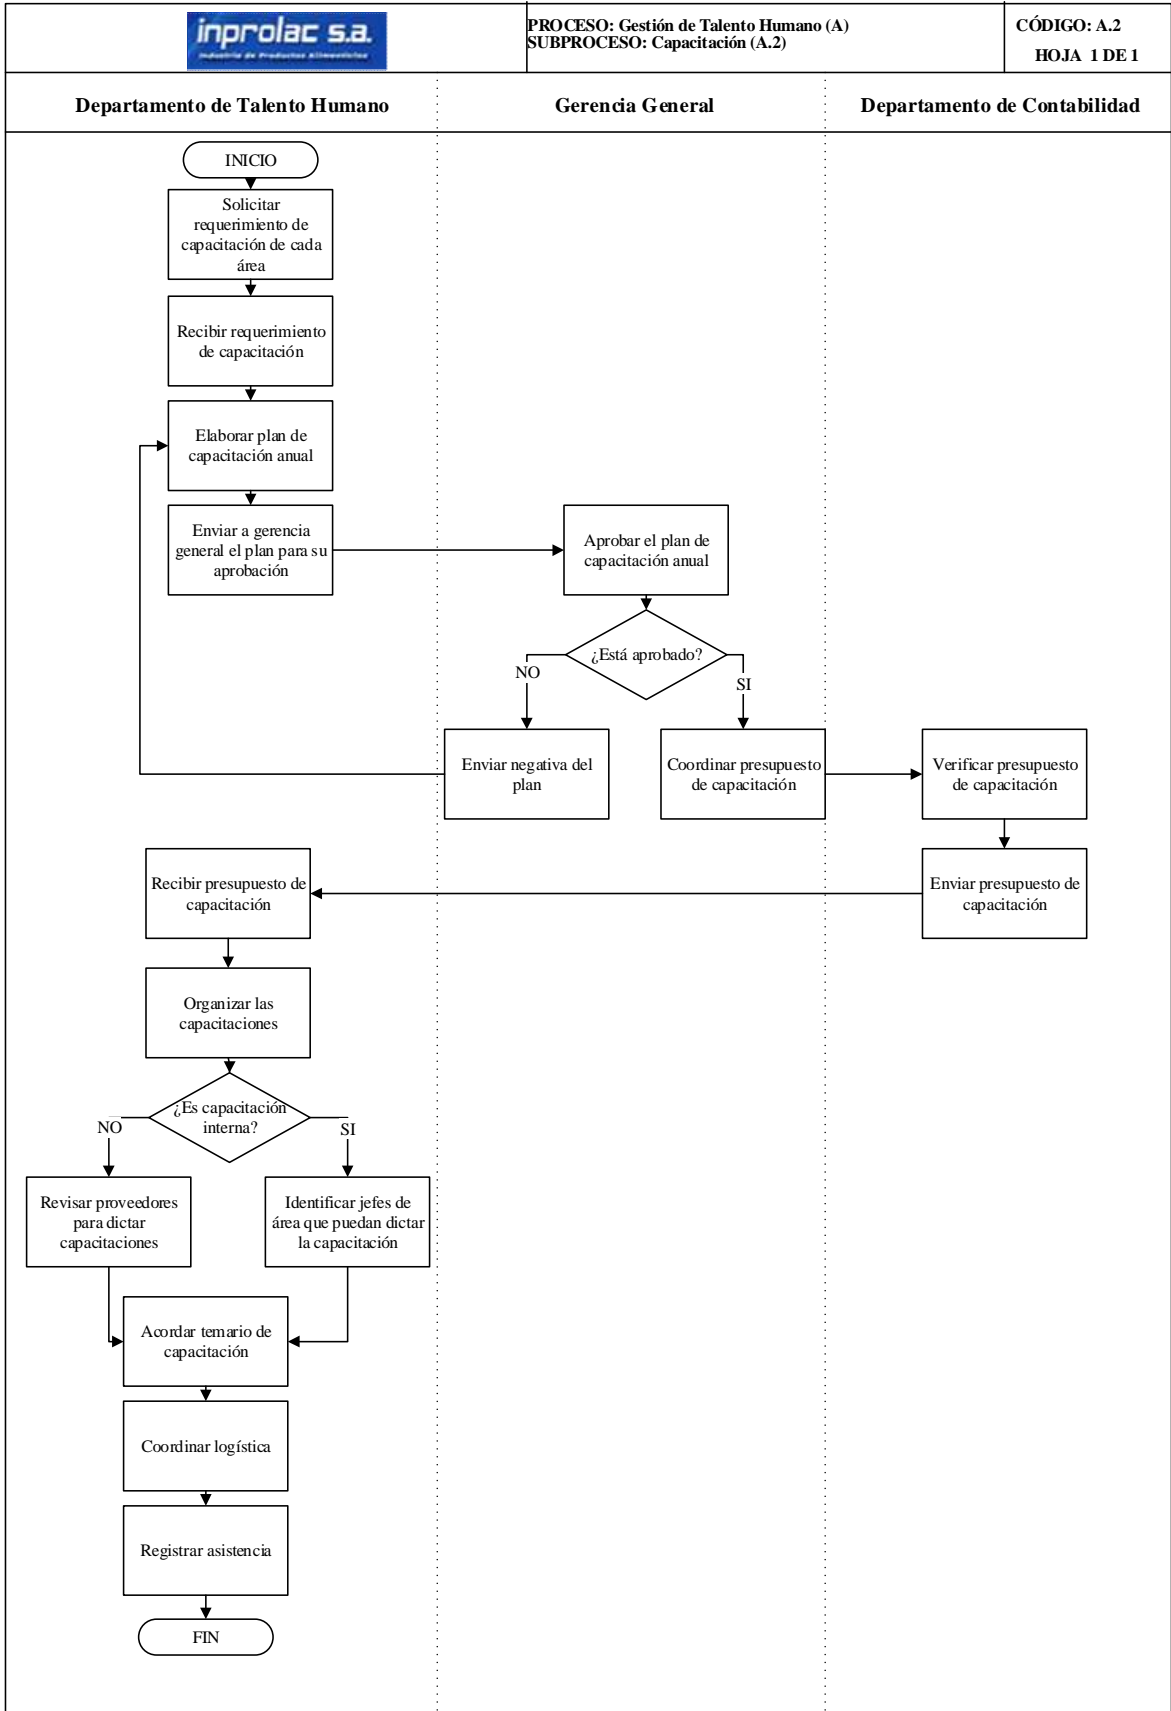 inprolac s.a.
Industria de Productos Alimenticios
PROCESO: Gestión de Talento Humano (A)
SUBPROCESO: Capacitación (A.2)
CÓDIGO: A.2
HOJA 1 DE 1
Departamento de Talento Humano
Gerencia General
Departamento de Contabilidad
INICIO
Solicitar
requerimiento de
capacitación de cada
área
Recibir requerimiento
de capacitación
Elaborar plan de
capacitación anual
Enviar a gerencia
general el plan para su
aprobación
Aprobar el plan de
capacitación anual
¿Está aprobado?
NO
SI
Enviar negativa del
plan
Coordinar presupuesto
de capacitación
Verificar presupuesto
de capacitación
Enviar presupuesto de
capacitación
Recibir presupuesto de
capacitación
Organizar las
capacitaciones
¿Es capacitación
interna?
NO
SI
Revisar proveedores
para dictar
capacitaciones
Identificar jefes de
área que puedan dictar
la capacitación
Acordar temario de
capacitación
Coordinar logística
Registrar asistencia
FIN